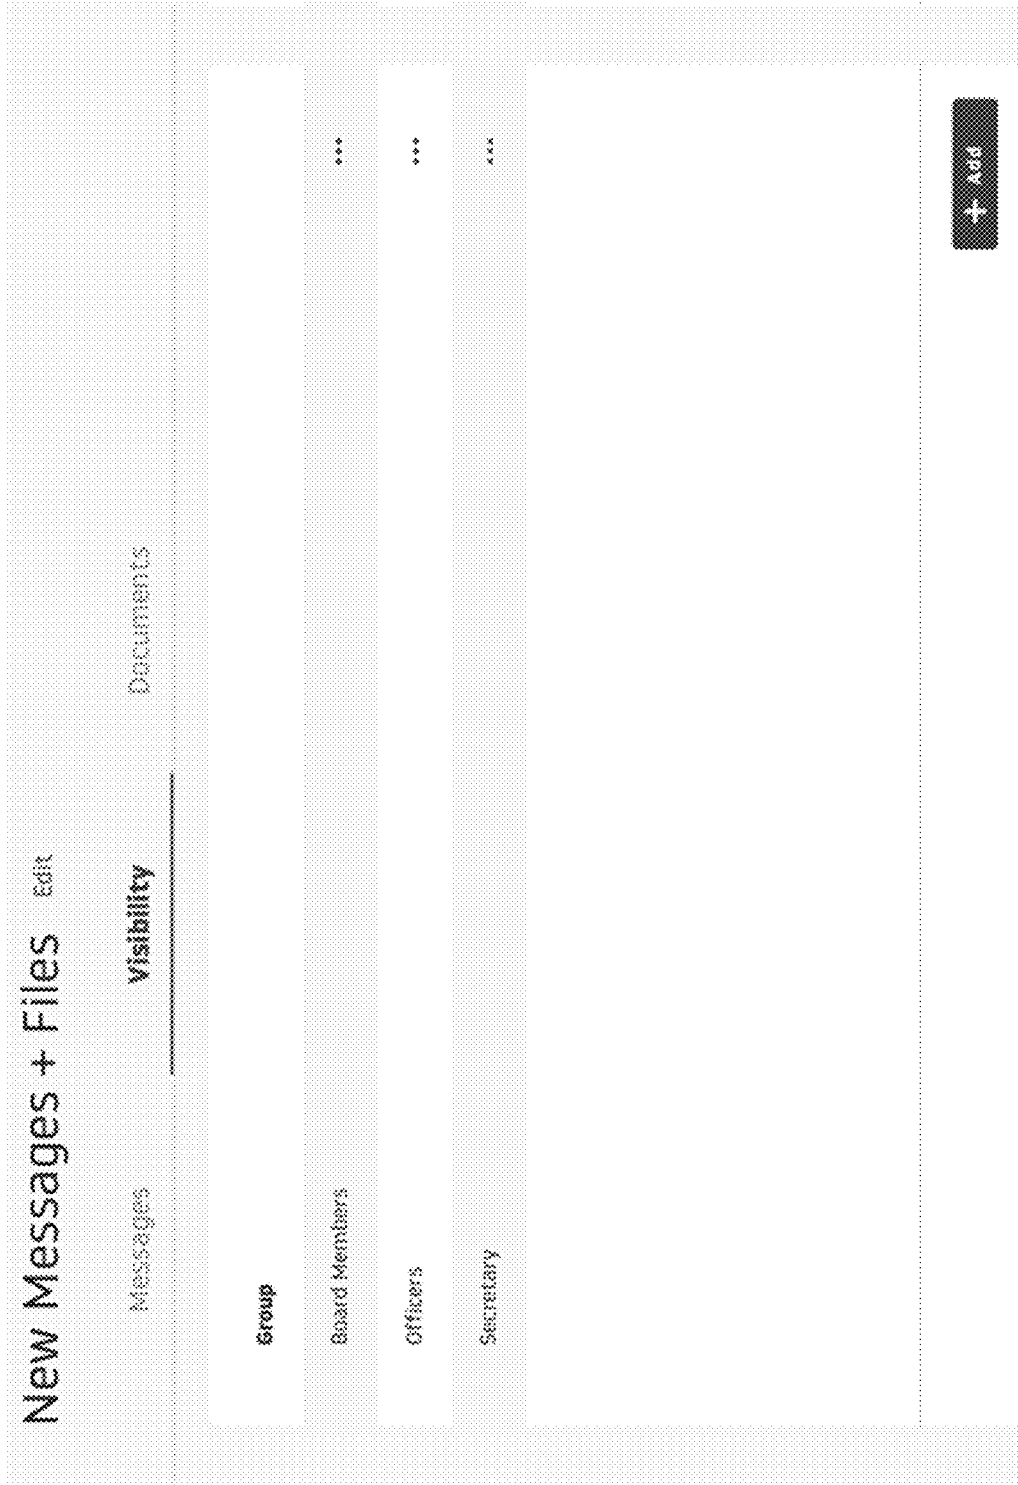 New Messages + Files Edit
Messages Visibility Documents
Group
Board Members •••
Officers •••
Secretary •••
+ Add